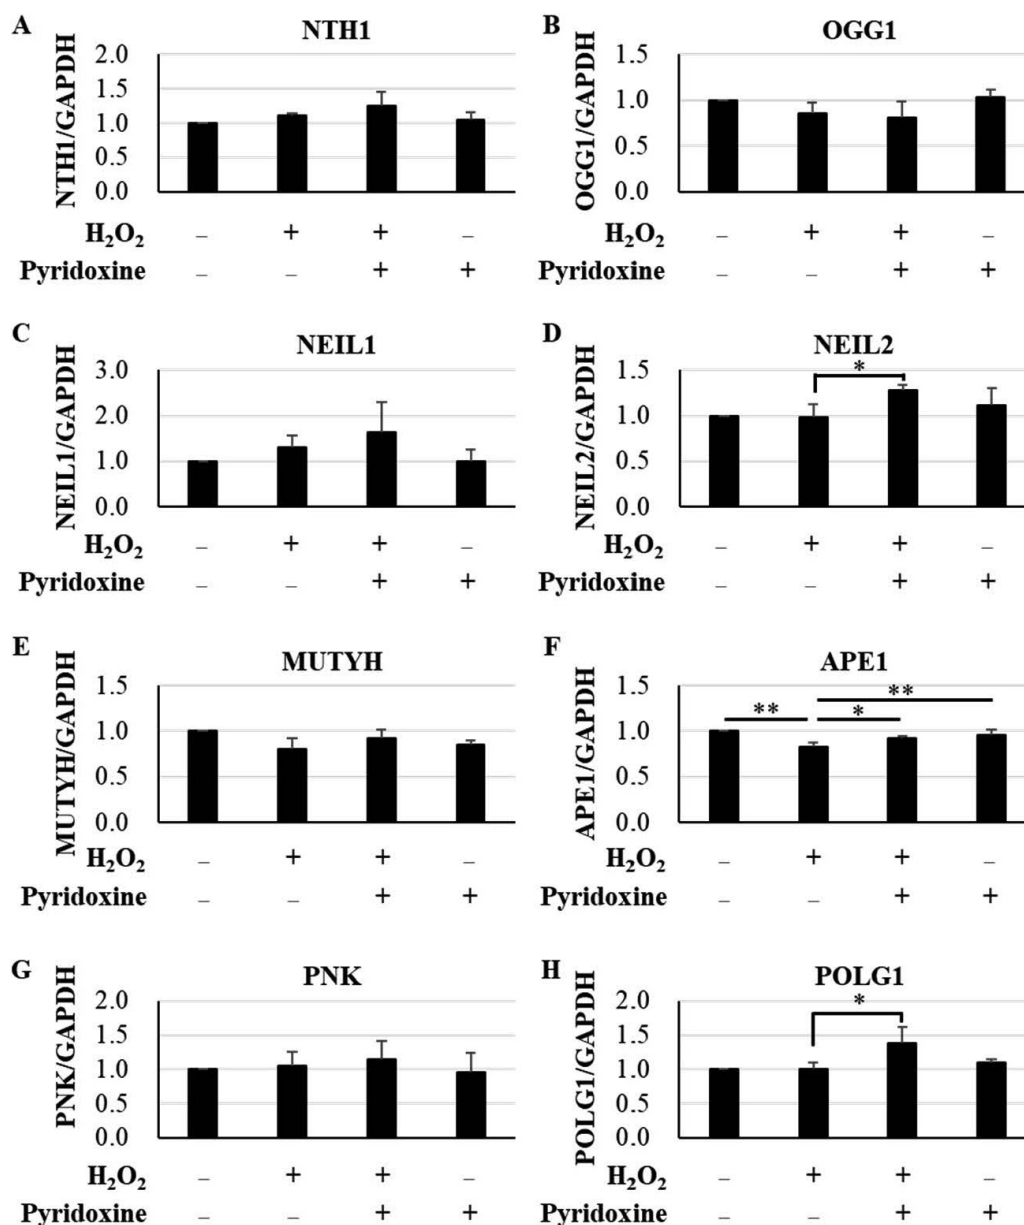 A
NTH1
NTH1/GAPDH
2.0
1.5
1.0
0.5
0.0
H₂O₂ – + + –
Pyridoxine – – + +
B
OGG1
OGG1/GAPDH
1.5
1.0
0.5
0.0
H₂O₂ – + + –
Pyridoxine – – + +
C
NEIL1
NEIL1/GAPDH
3.0
2.0
1.0
0.0
H₂O₂ – + + –
Pyridoxine – – + +
D
NEIL2
NEIL2/GAPDH
1.5
1.0
0.5
0.0
*
H₂O₂ – + + –
Pyridoxine – – + +
E
MUTYH
MUTYH/GAPDH
1.5
1.0
0.5
0.0
H₂O₂ – + + –
Pyridoxine – – + +
F
APE1
APE1/GAPDH
1.5
1.0
0.5
0.0
**
** *
H₂O₂ – + + –
Pyridoxine – – + +
G
PNK
PNK/GAPDH
2.0
1.5
1.0
0.5
0.0
H₂O₂ – + + –
Pyridoxine – – + +
H
POLG1
POLG1/GAPDH
2.0
1.5
1.0
0.5
0.0
*
H₂O₂ – + + –
Pyridoxine – – + +